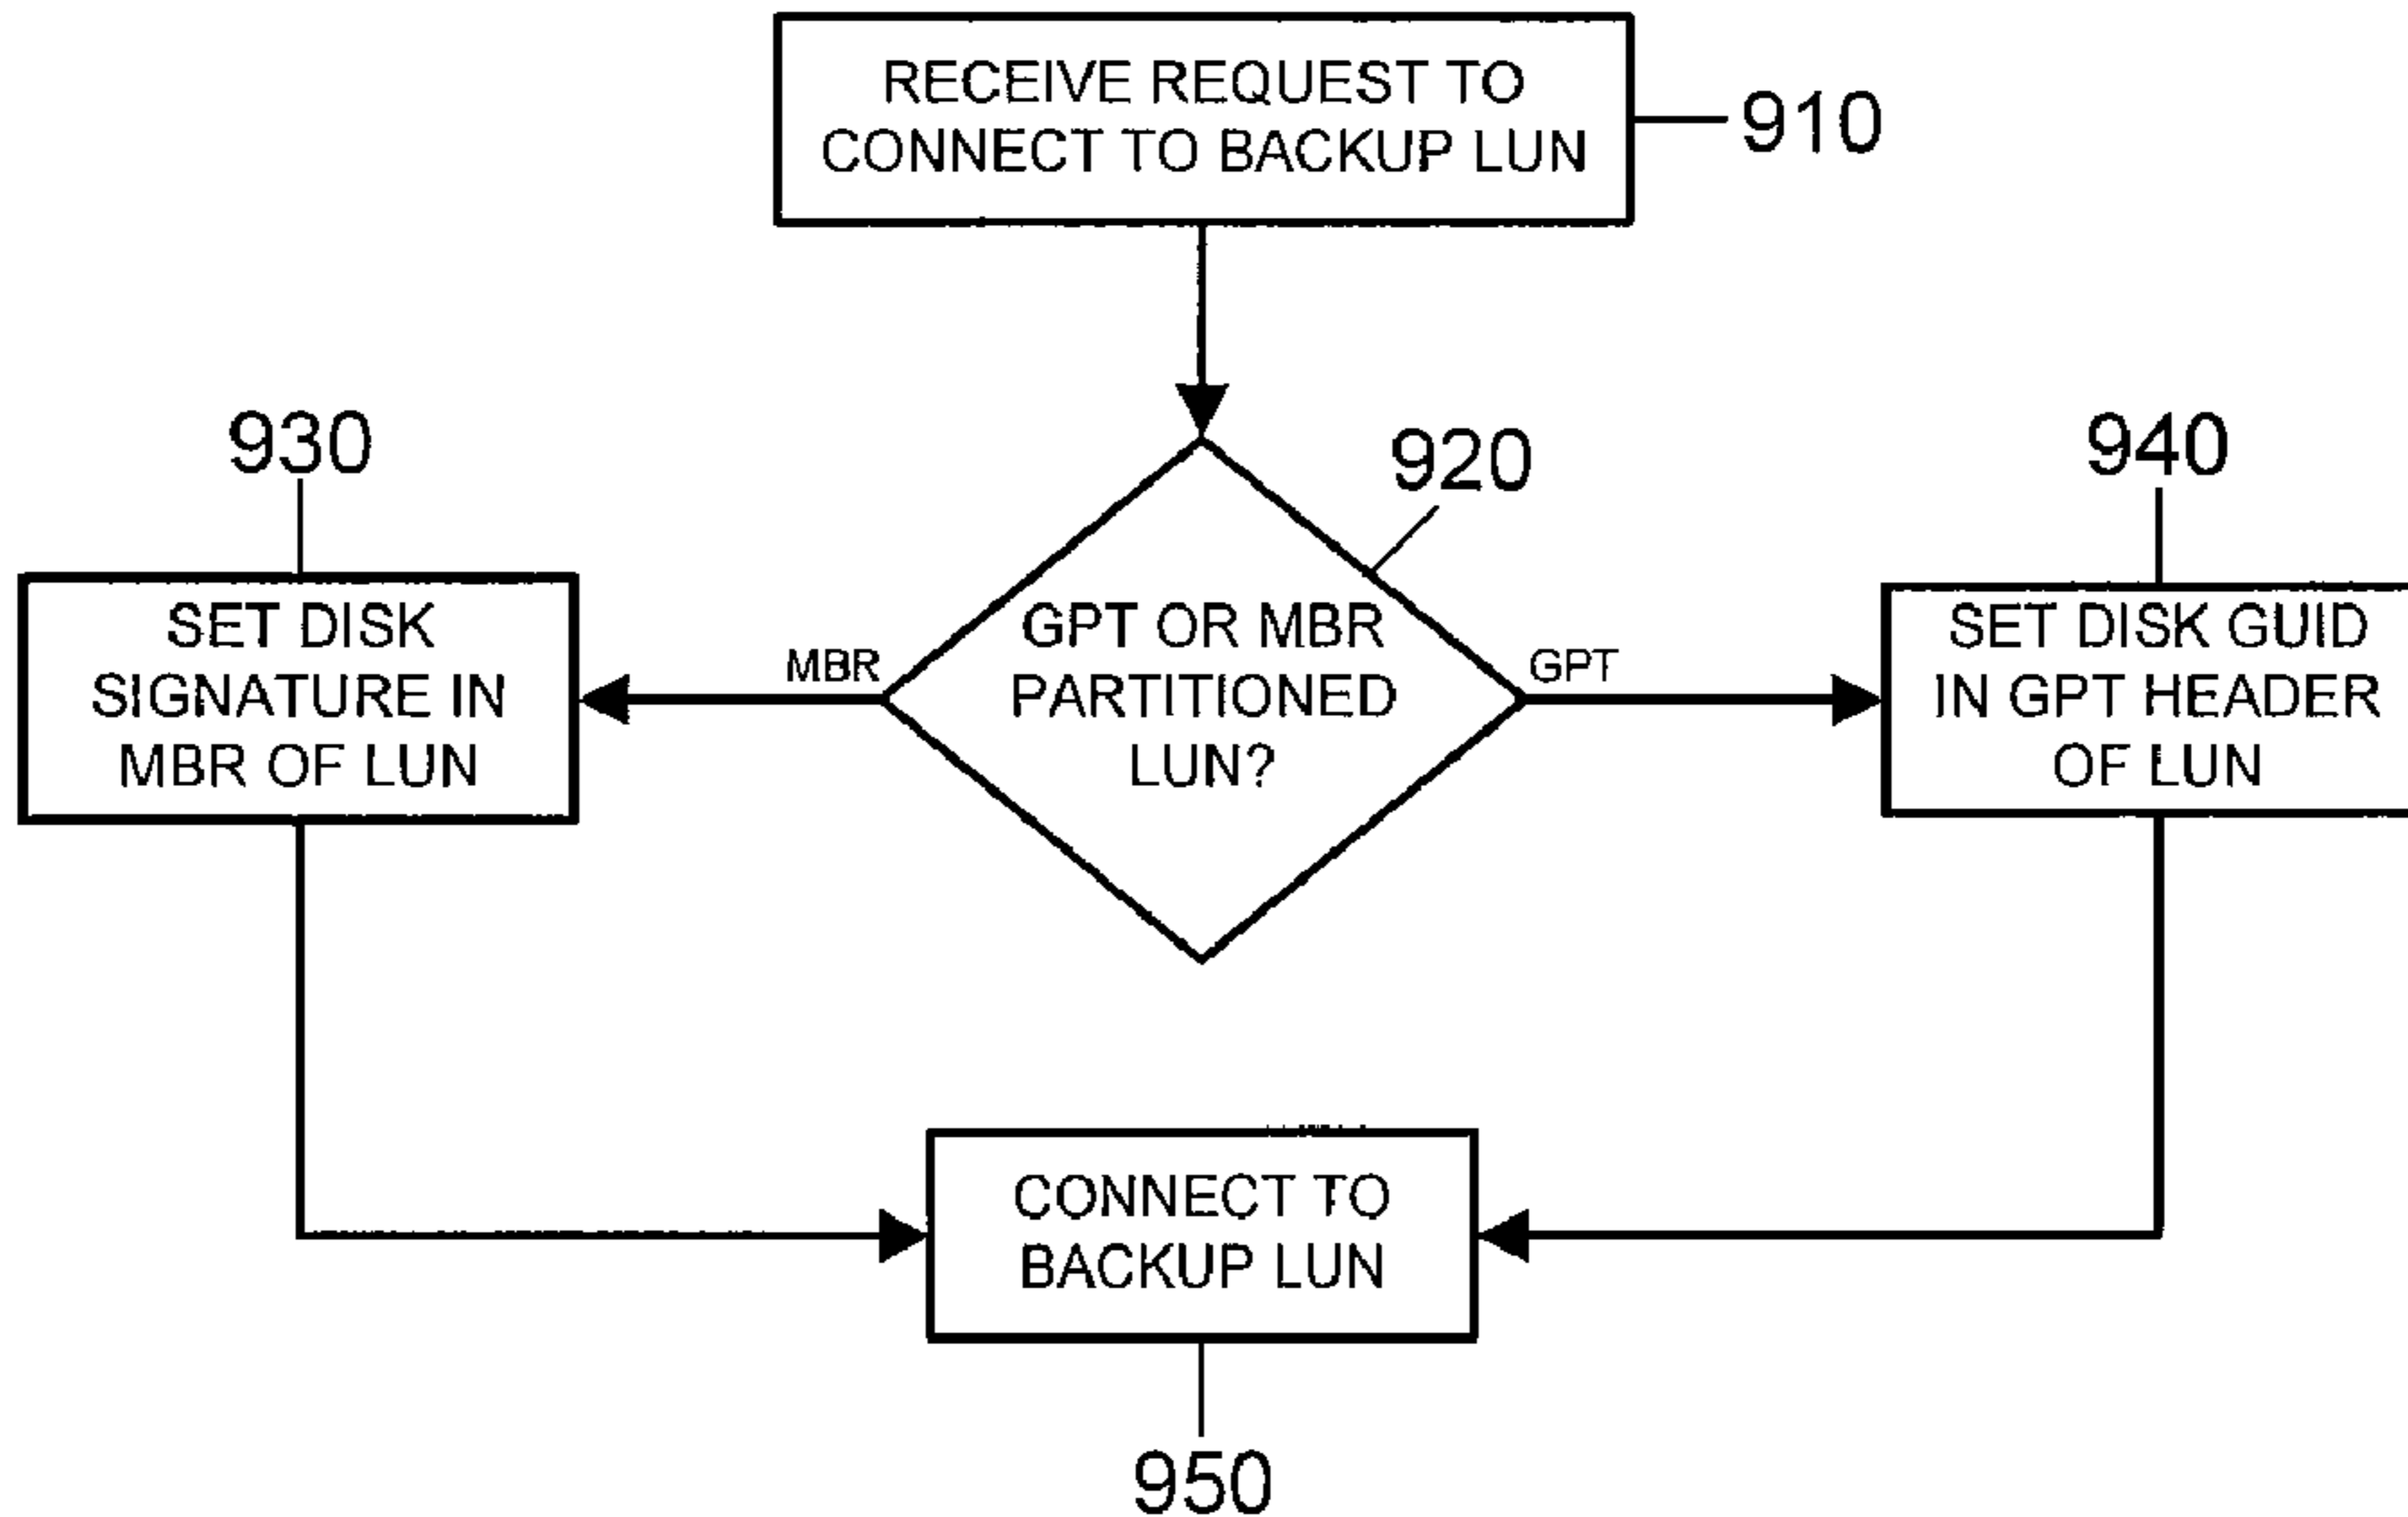 RECEIVE REQUEST TO
CONNECT TO BACKUP LUN
910
920
930
940
SET DISK
SIGNATURE IN
MBR OF LUN
MBR
GPT OR MBR
PARTITIONED
LUN?
GPT
SET DISK GUID
IN GPT HEADER
OF LUN
CONNECT TO
BACKUP LUN
950